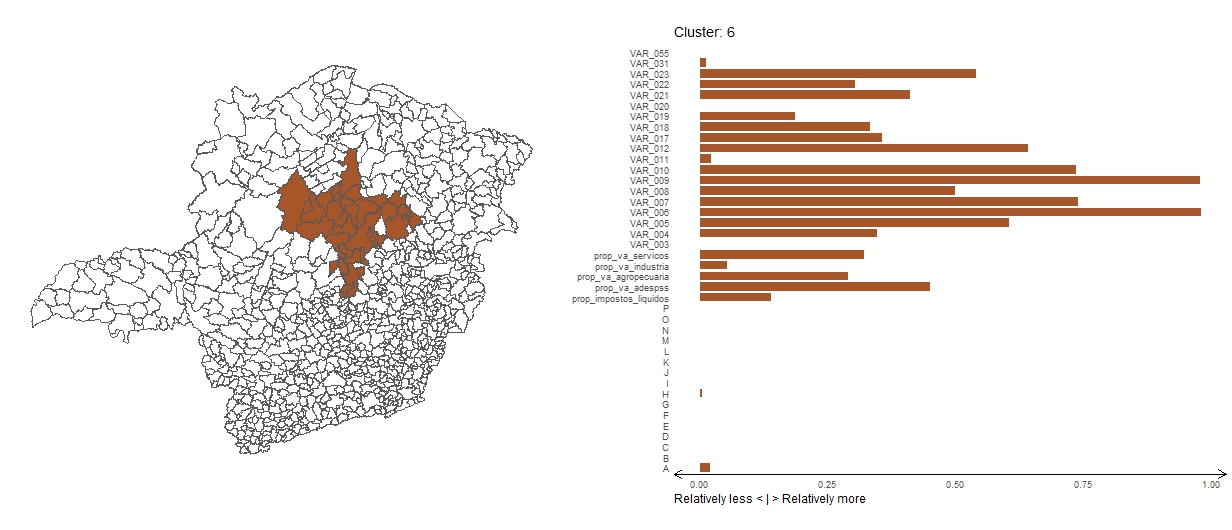 Cluster: 6
VAR_055
VAR_031
VAR_023
VAR_022
VAR_021
VAR_020
VAR_019
VAR_018
VAR_017
VAR_012
VAR_011
VAR_010
VAR_009
VAR_008
VAR_007
VAR_006
VAR_005
VAR_004
VAR_003
prop_va_servicos
prop_va_industria
prop_va_agropecuaria
prop_va_adespss
prop_impostos_liquidos
P
O
N
M
L
K
J
I
H
G
F
E
D
C
B
A
0.00 0.25 0.50 0.75 1.00
Relatively less < | > Relatively more